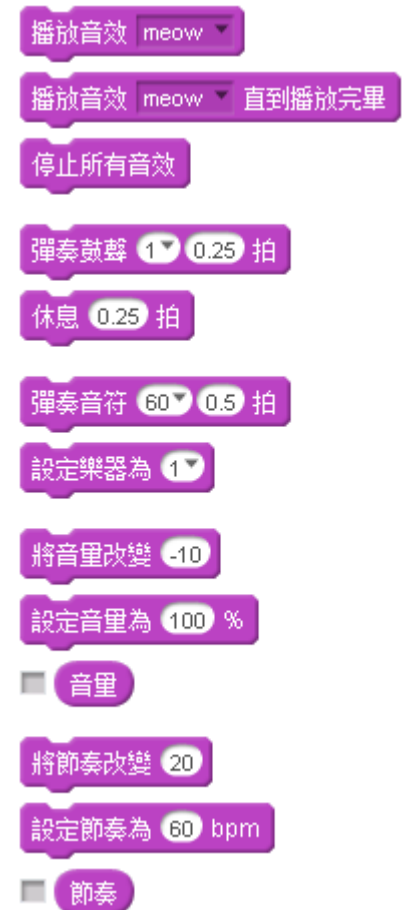 播放音效 meow
播放音效 meow 直到播放完畢
停止所有音效
彈奏鼓聲 1 0.25 拍
休息 0.25 拍
彈奏音符 60 0.5 拍
設定樂器為 1
將音量改變 -10
設定音量為 100 %
音量
將節奏改變 20
設定節奏為 60 bpm
節奏